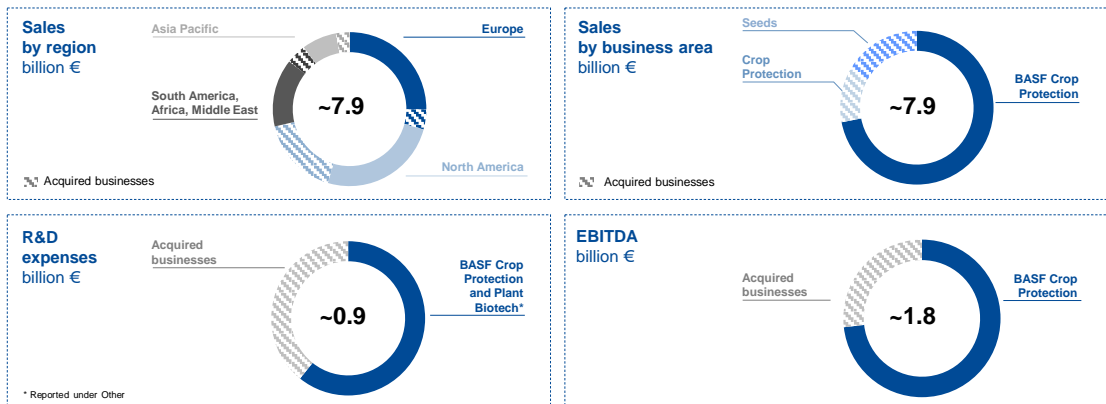 Sales
by region
billion €
Asia Pacific
Europe
South America,
Africa, Middle East
~7.9
North America
Acquired businesses
Sales
by business area
billion €
Seeds
Crop
Protection
~7.9
BASF Crop
Protection
Acquired businesses
R&D
expenses
billion €
Acquired
businesses
~0.9
BASF Crop
Protection
and Plant
Biotech*
* Reported under Other
EBITDA
billion €
Acquired
businesses
~1.8
BASF Crop
Protection